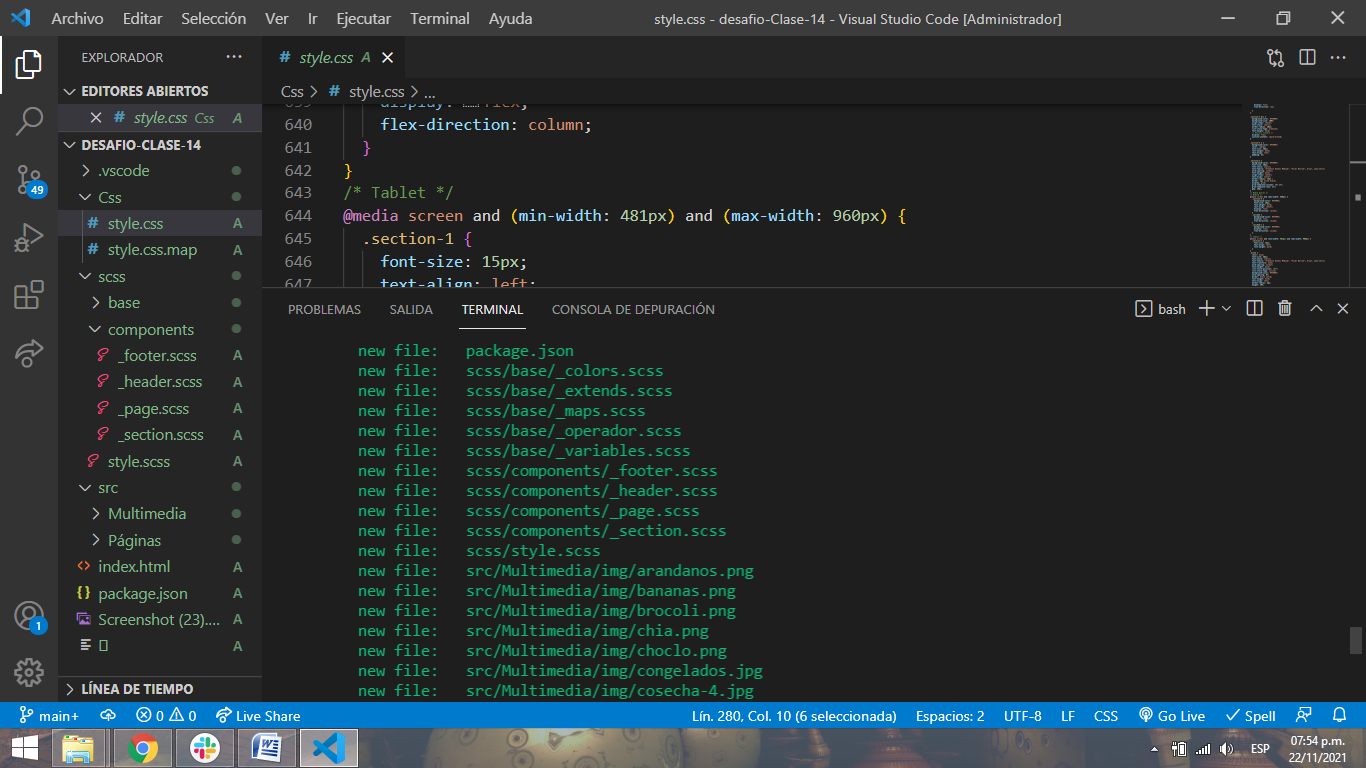 Archivo Editar Selección Ver Ir Ejecutar Terminal Ayuda
style.css - desafio-Clase-14 - Visual Studio Code [Administrador]
EXPLORADOR
EDITORES ABIERTOS
style.css Css A
DESAFIO-CLASE-14
.vscode
Css
style.css A
style.css.map A
scss
base
components
_footer.scss A
_header.scss A
_page.scss A
_section.scss A
style.scss A
src
Multimedia
Páginas
index.html A
package.json A
Screenshot (23).... A
A
LÍNEA DE TIEMPO
49
1
style.css A
Css > style.css > ...
639 display: flex;
640 flex-direction: column;
641 }
642 }
643 /* Tablet */
644 @media screen and (min-width: 481px) and (max-width: 960px) {
645 .section-1 {
646 font-size: 15px;
647 text-align: left;
PROBLEMAS SALIDA TERMINAL CONSOLA DE DEPURACIÓN
bash
new file: package.json
new file: scss/base/_colors.scss
new file: scss/base/_extends.scss
new file: scss/base/_maps.scss
new file: scss/base/_operador.scss
new file: scss/base/_variables.scss
new file: scss/components/_footer.scss
new file: scss/components/_header.scss
new file: scss/components/_page.scss
new file: scss/components/_section.scss
new file: scss/style.scss
new file: src/Multimedia/img/arandanos.png
new file: src/Multimedia/img/bananas.png
new file: src/Multimedia/img/brocoli.png
new file: src/Multimedia/img/chia.png
new file: src/Multimedia/img/choclo.png
new file: src/Multimedia/img/congelados.jpg
new file: src/Multimedia/img/cosecha-4.jpg
main+ 0 0 Live Share
Lín. 280, Col. 10 (6 seleccionada) Espacios: 2 UTF-8 LF CSS Go Live Spell
ESP
07:54 p.m.
22/11/2021